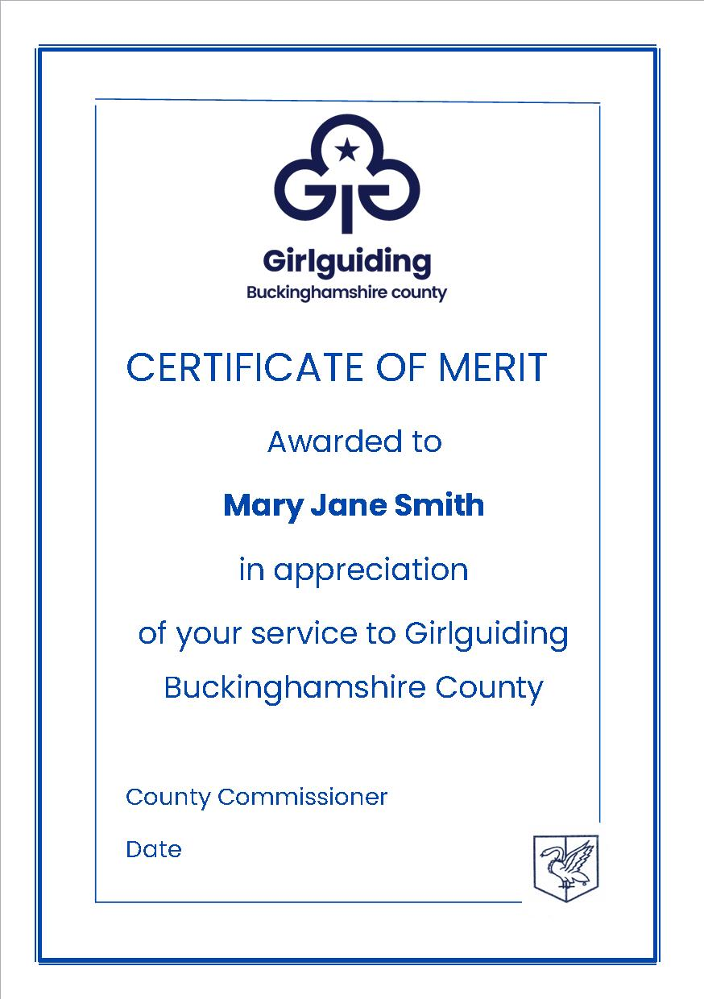 Girlguiding
Buckinghamshire county
CERTIFICATE OF MERIT
Awarded to
Mary Jane Smith
in appreciation
of your service to Girlguiding
Buckinghamshire County
County Commissioner
Date